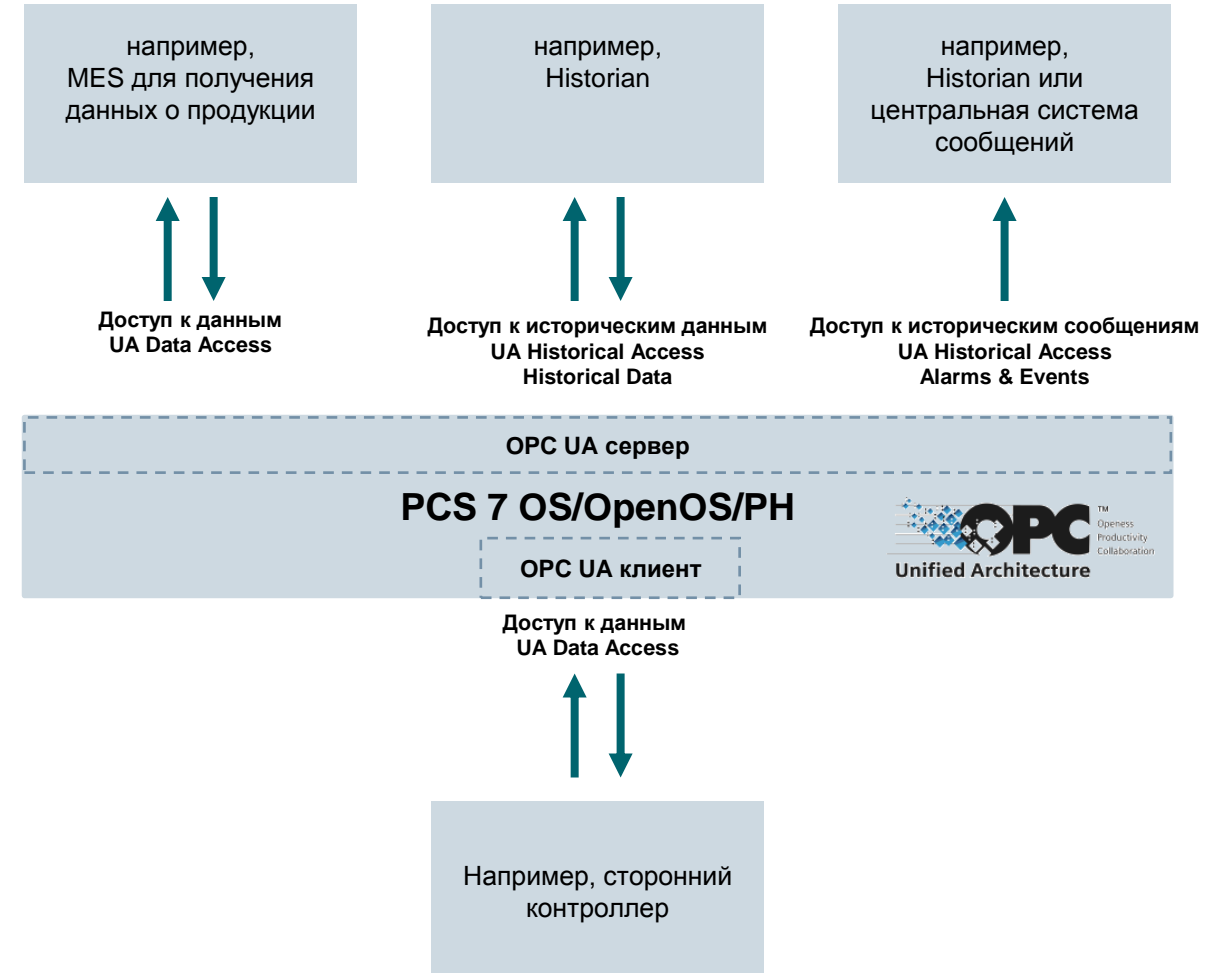 например,
MES для получения
данных о продукции
например,
Historian
например,
Historian или
центральная система
сообщений
Доступ к данным
UA Data Access
Доступ к историческим данным
UA Historical Access
Historical Data
Доступ к историческим сообщениям
UA Historical Access
Alarms & Events
OPC UA сервер
PCS 7 OS/OpenOS/PH
OPC UA клиент
OPC
TM
Openess
Productivity
Collaboration
Unified Architecture
Доступ к данным
UA Data Access
Например, сторонний
контроллер